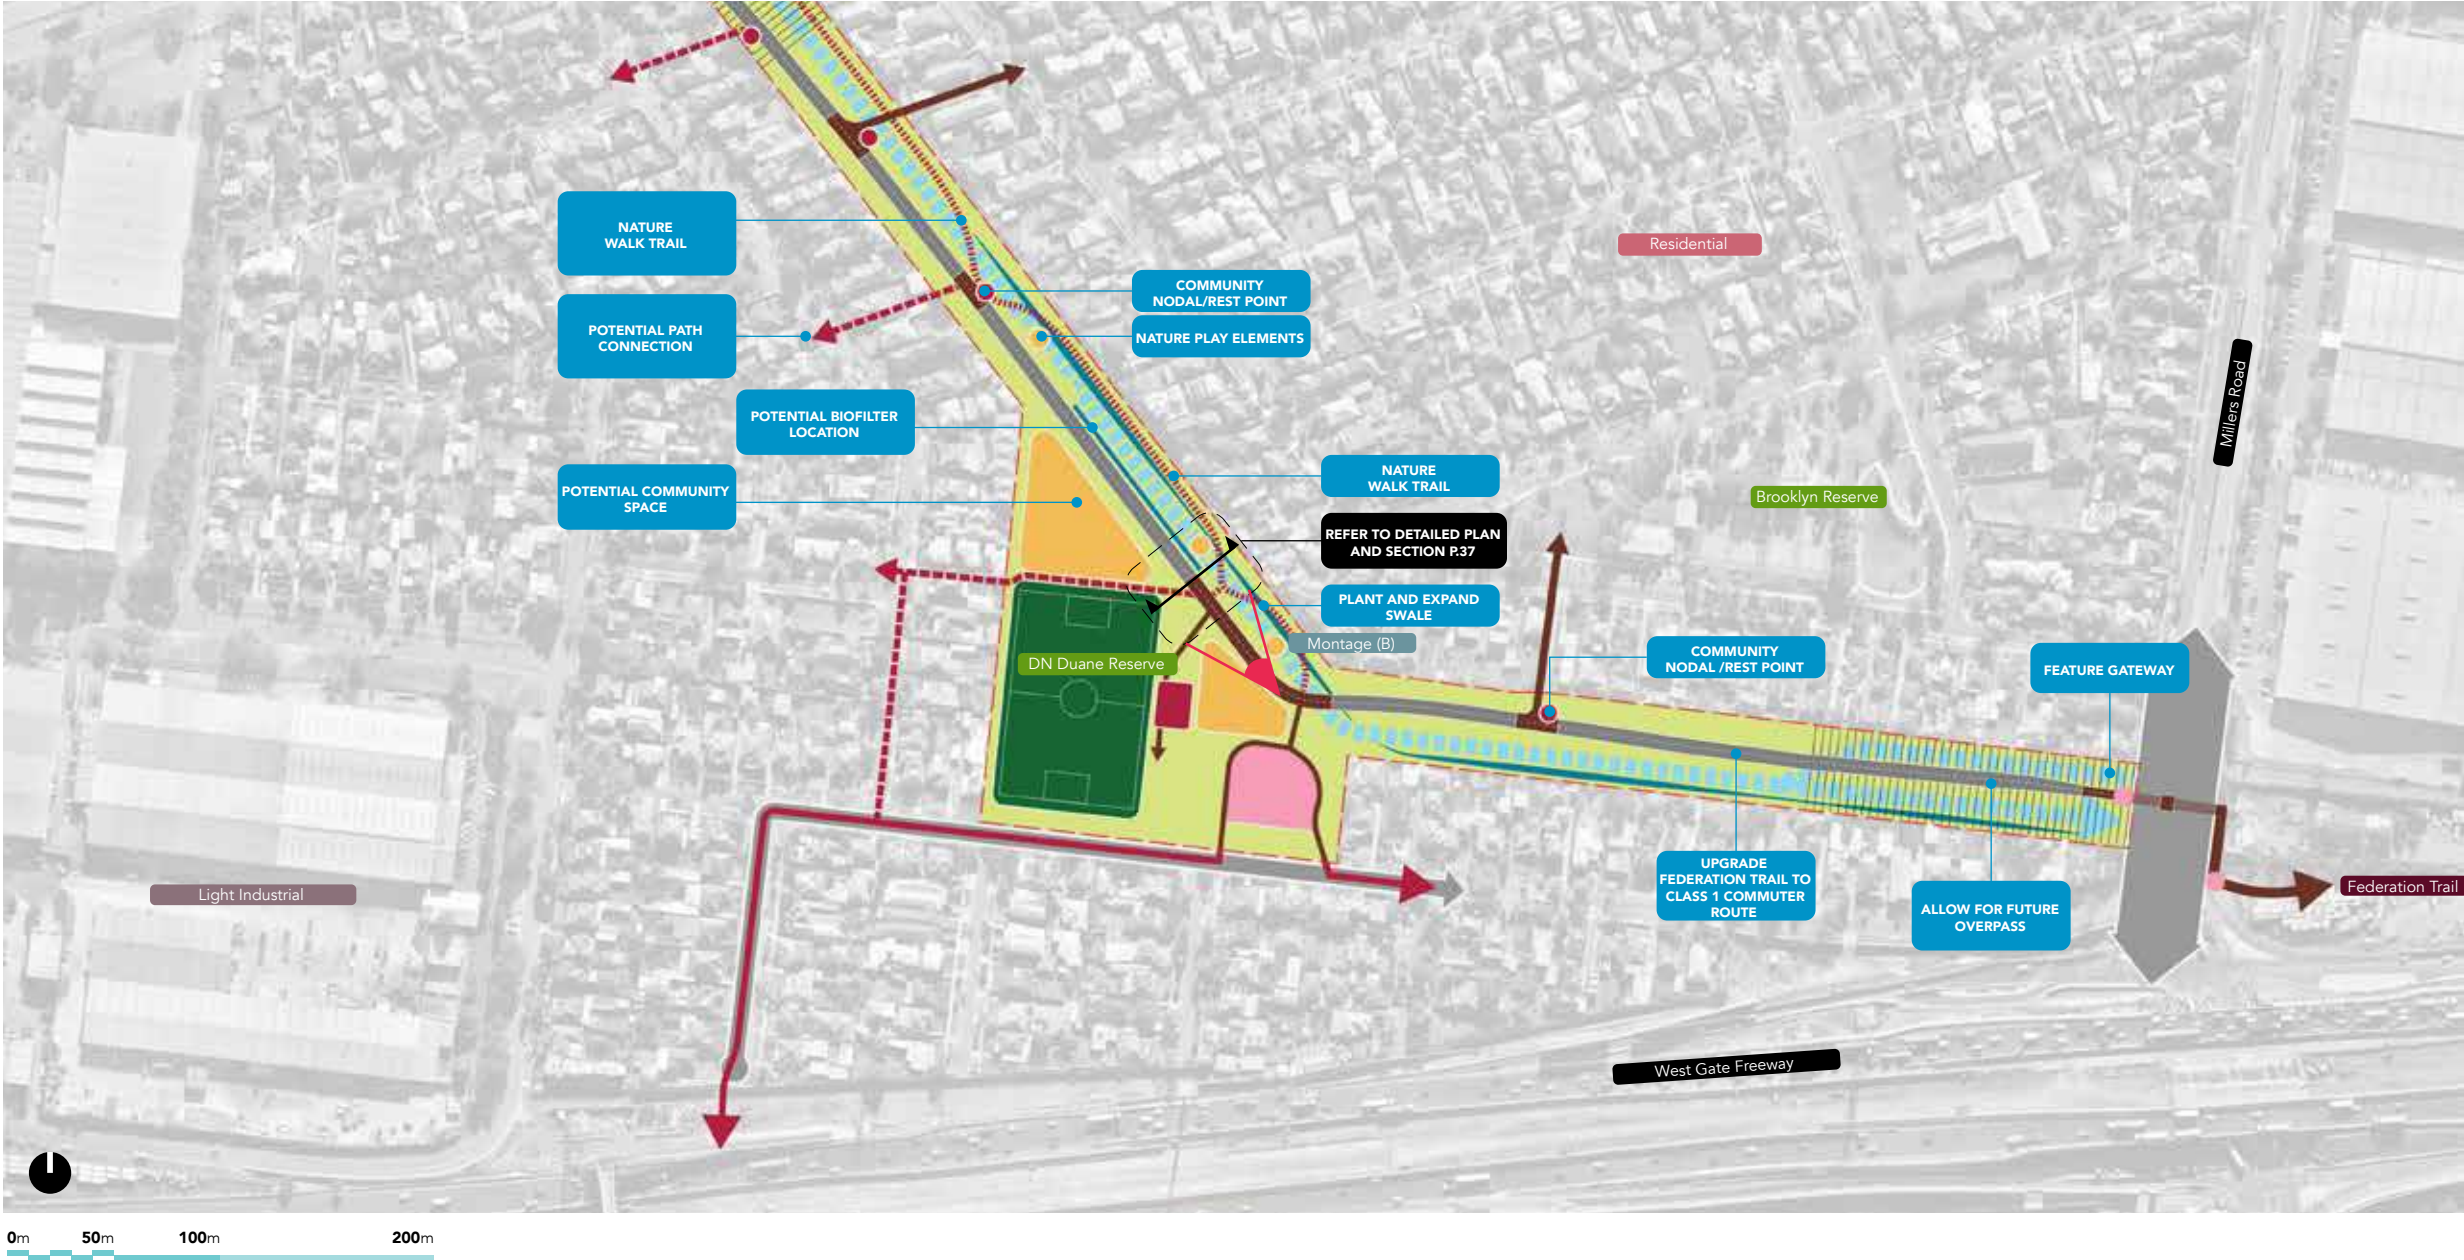 NATURE
WALK TRAIL
Residential
COMMUNITY
NODAL/REST POINT
POTENTIAL PATH
CONNECTION
NATURE PLAY ELEMENTS
Millers Road
POTENTIAL BIOFILTER
LOCATION
NATURE
WALK TRAIL
POTENTIAL COMMUNITY
SPACE
Brooklyn Reserve
REFER TO DETAILED PLAN
AND SECTION P.37
PLANT AND EXPAND
SWALE
Montage (B)
DN Duane Reserve
COMMUNITY
NODAL /REST POINT
FEATURE GATEWAY
UPGRADE
FEDERATION TRAIL TO
CLASS 1 COMMUTER
ROUTE
Light Industrial
Federation Trail
ALLOW FOR FUTURE
OVERPASS
West Gate Freeway
0m 50m 100m 200m